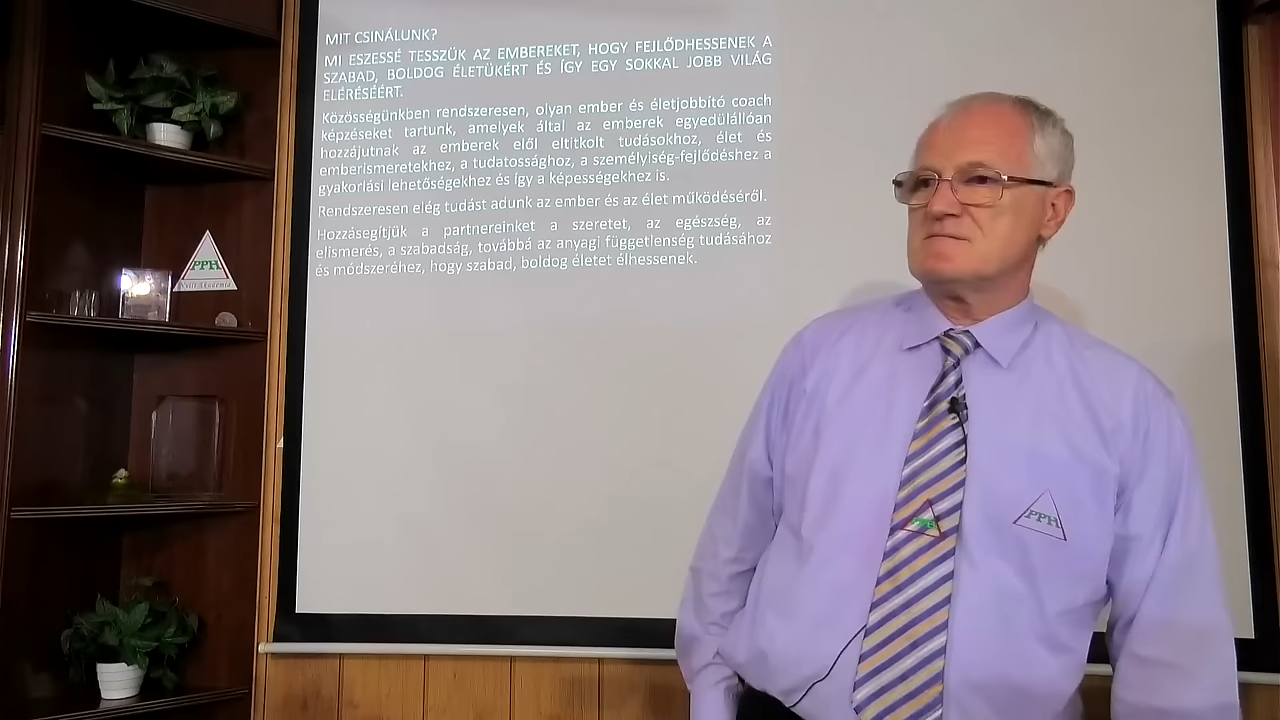 MIT CSINÁLUNK?
MI ESZESSÉ TESSZÜK AZ EMBEREKET, HOGY FEJLŐDHESSENEK A
SZABAD, BOLDOG ÉLETÜKÉRT ÉS ÍGY EGY SOKKAL JOBB VILÁG
ELÉRÉSÉÉRT.
Közösségünkben rendszeresen, olyan ember és életjobbító coach
képzéseket tartunk, amelyek által az emberek egyedülállóan
hozzájutnak az emberek elől eltitkolt tudásokhoz, élet és
emberismeretekhez, a tudatossághoz, a személyiség-fejlődéshez a
gyakorlási lehetőségekhez és így a képességekhez is.
Rendszeresen elég tudást adunk az ember és az élet működéséről.
Hozzásegítjük a partnereinket a szeretet, az egészség, az
elismerés, a szabadság, továbbá az anyagi függetlenség tudásához
és módszeréhez, hogy szabad, boldog életet élhessenek.
PPH
Nyílt Akadémia
PPH
PPH